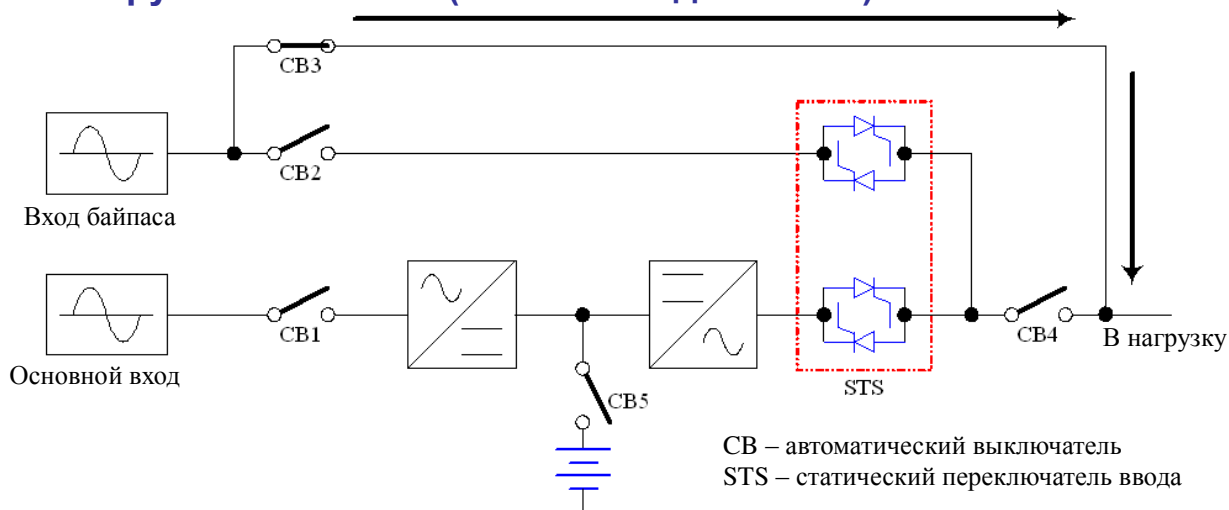 CB3
CB2
Вход байпаса
CB1
CB4
В нагрузку
Основной вход
CB5
STS
CB – автоматический выключатель
STS – статический переключатель ввода